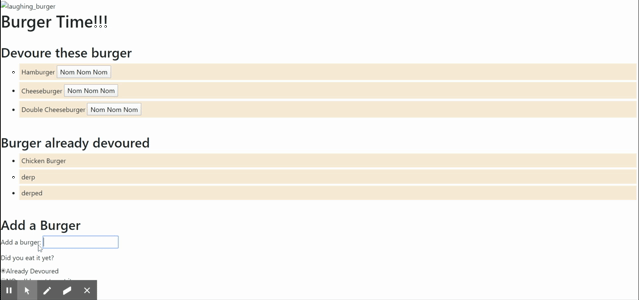 laughing_burger
Burger Time!!!
Devoure these burger
Hamburger Nom Nom Nom
Cheeseburger Nom Nom Nom
Double Cheeseburger Nom Nom Nom
Burger already devoured
Chicken Burger
derp
derped
Add a Burger
Add a burger:
Did you eat it yet?
Already Devoured